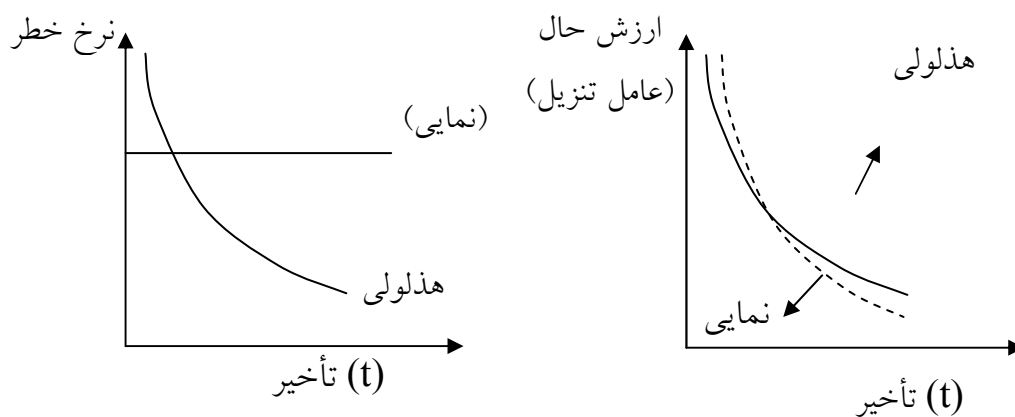 نرخ خطر
(نمایی)
هذلولی
(t) تأخیر
ارزش حال
(عامل تنزیل)
هذلولی
نمایی
(t) تأخیر